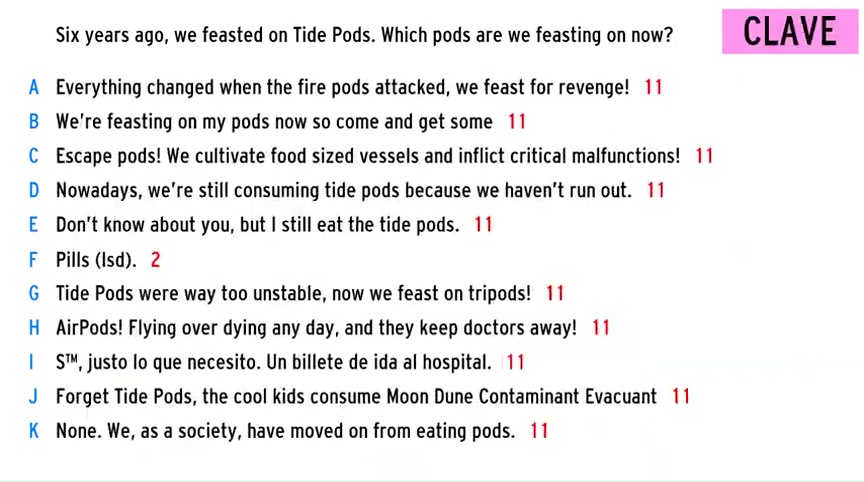 Six years ago, we feasted on Tide Pods. Which pods are we feasting on now?
CLAVE
A Everything changed when the fire pods attacked, we feast for revenge! 11
B We're feasting on my pods now so come and get some 11
C Escape pods! We cultivate food sized vessels and inflict critical malfunctions! 11
D Nowadays, we're still consuming tide pods because we haven't run out. 11
E Don't know about you, but I still eat the tide pods. 11
F Pills (lsd). 2
G Tide Pods were way too unstable, now we feast on tripods! 11
H AirPods! Flying over dying any day, and they keep doctors away! 11
I S™, justo lo que necesito. Un billete de ida al hospital. 11
J Forget Tide Pods, the cool kids consume Moon Dune Contaminant Evacuant 11
K None. We, as a society, have moved on from eating pods. 11